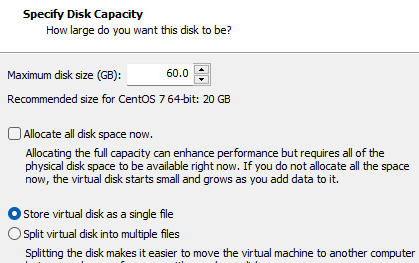 Specify Disk Capacity
How large do you want this disk to be?
Maximum disk size (GB): 60.0
Recommended size for CentOS 7 64-bit: 20 GB
Allocate all disk space now.
Allocating the full capacity can enhance performance but requires all of the
physical disk space to be available right now. If you do not allocate all the space
now, the virtual disk starts small and grows as you add data to it.
Store virtual disk as a single file
Split virtual disk into multiple files
Splitting the disk makes it easier to move the virtual machine to another computer